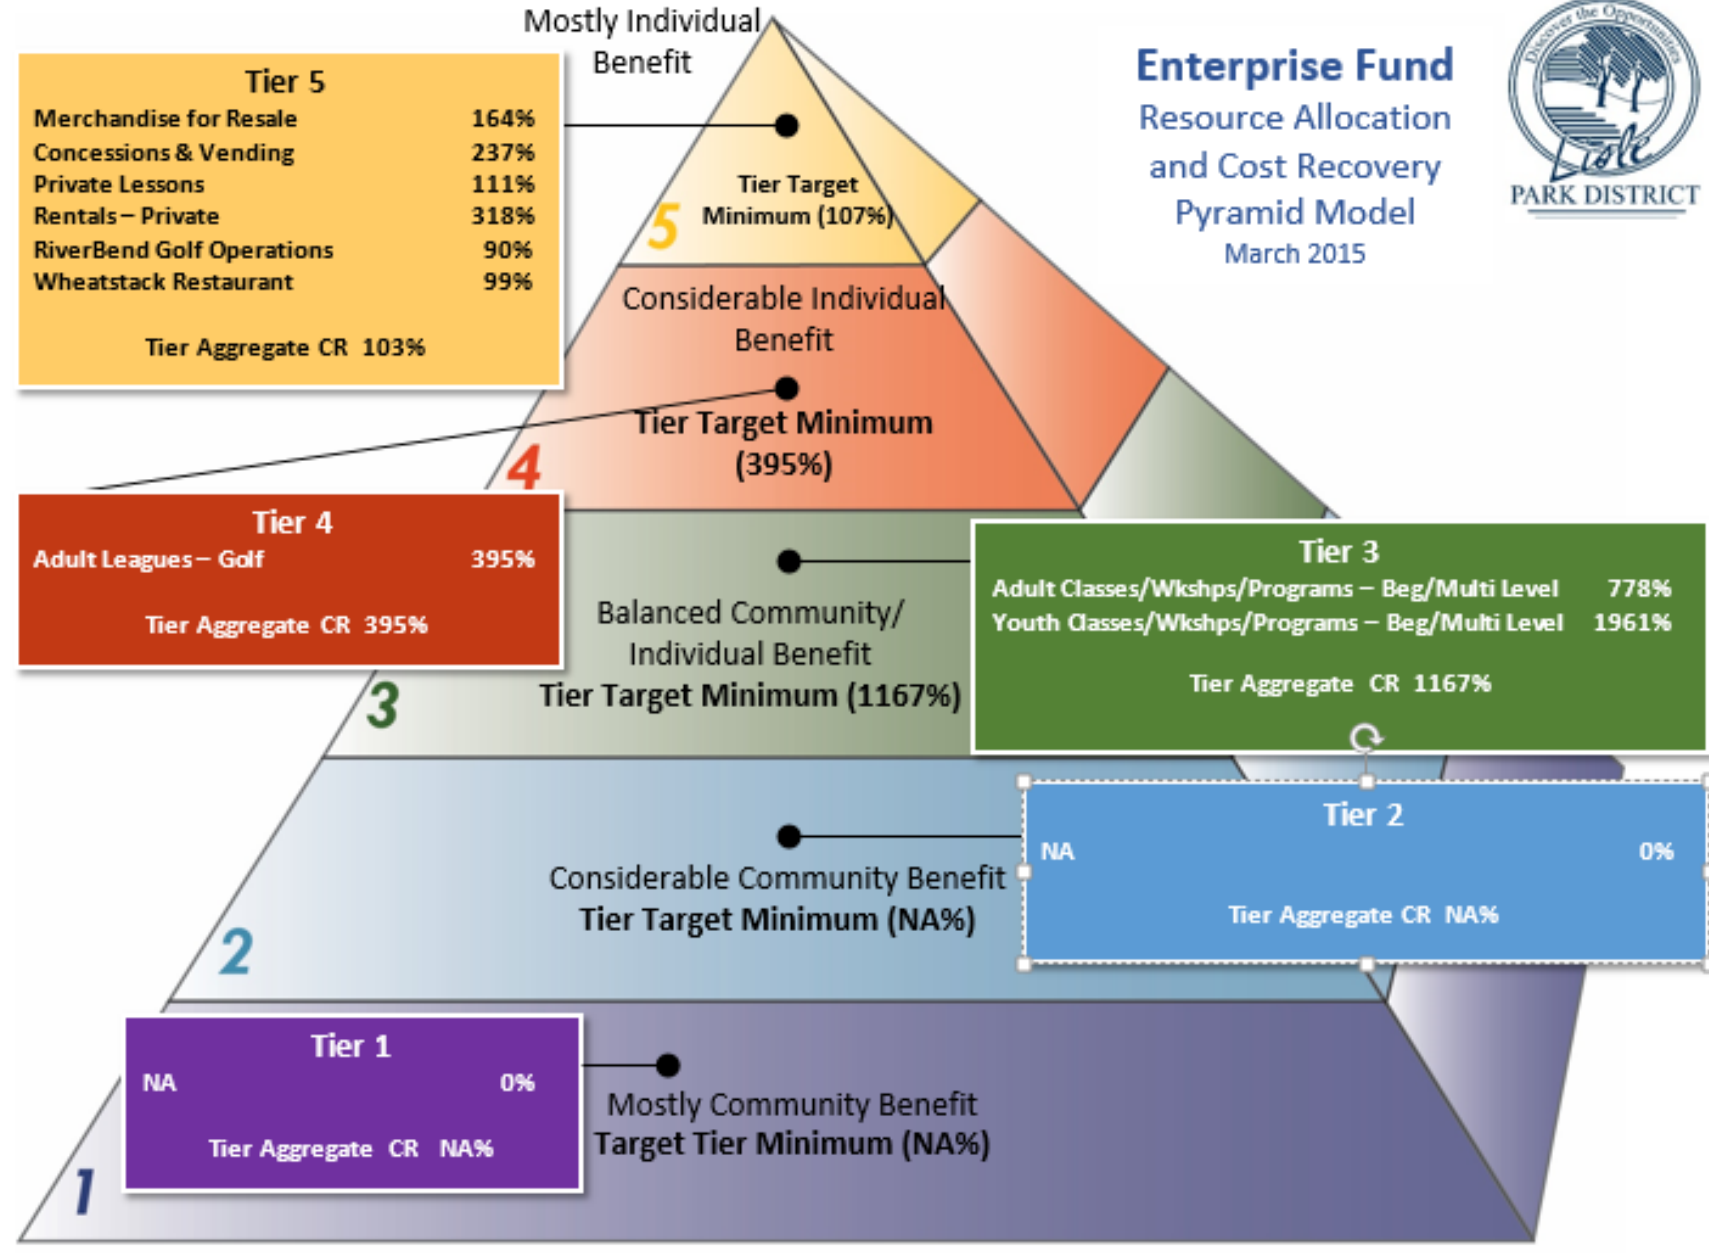 Mostly Individual
Benefit
Enterprise Fund
Resource Allocation
and Cost Recovery
Pyramid Model
March 2015
Discover the Opportunities
Lisle
PARK DISTRICT
Tier 5
Merchandise for Resale 164%
Concessions & Vending 237%
Private Lessons 111%
Rentals – Private 318%
RiverBend Golf Operations 90%
Wheatstack Restaurant 99%
Tier Aggregate CR 103%
Tier Target
Minimum (107%)
5
Considerable Individual
Benefit
Tier Target Minimum
(395%)
4
Tier 4
Adult Leagues – Golf 395%
Tier Aggregate CR 395%
Balanced Community/
Individual Benefit
Tier Target Minimum (1167%)
3
Tier 3
Adult Classes/Wkshps/Programs – Beg/Multi Level 778%
Youth Classes/Wkshps/Programs – Beg/Multi Level 1961%
Tier Aggregate CR 1167%
Considerable Community Benefit
Tier Target Minimum (NA%)
2
Tier 2
NA 0%
Tier Aggregate CR NA%
Tier 1
NA 0%
Tier Aggregate CR NA%
Mostly Community Benefit
Target Tier Minimum (NA%)
1